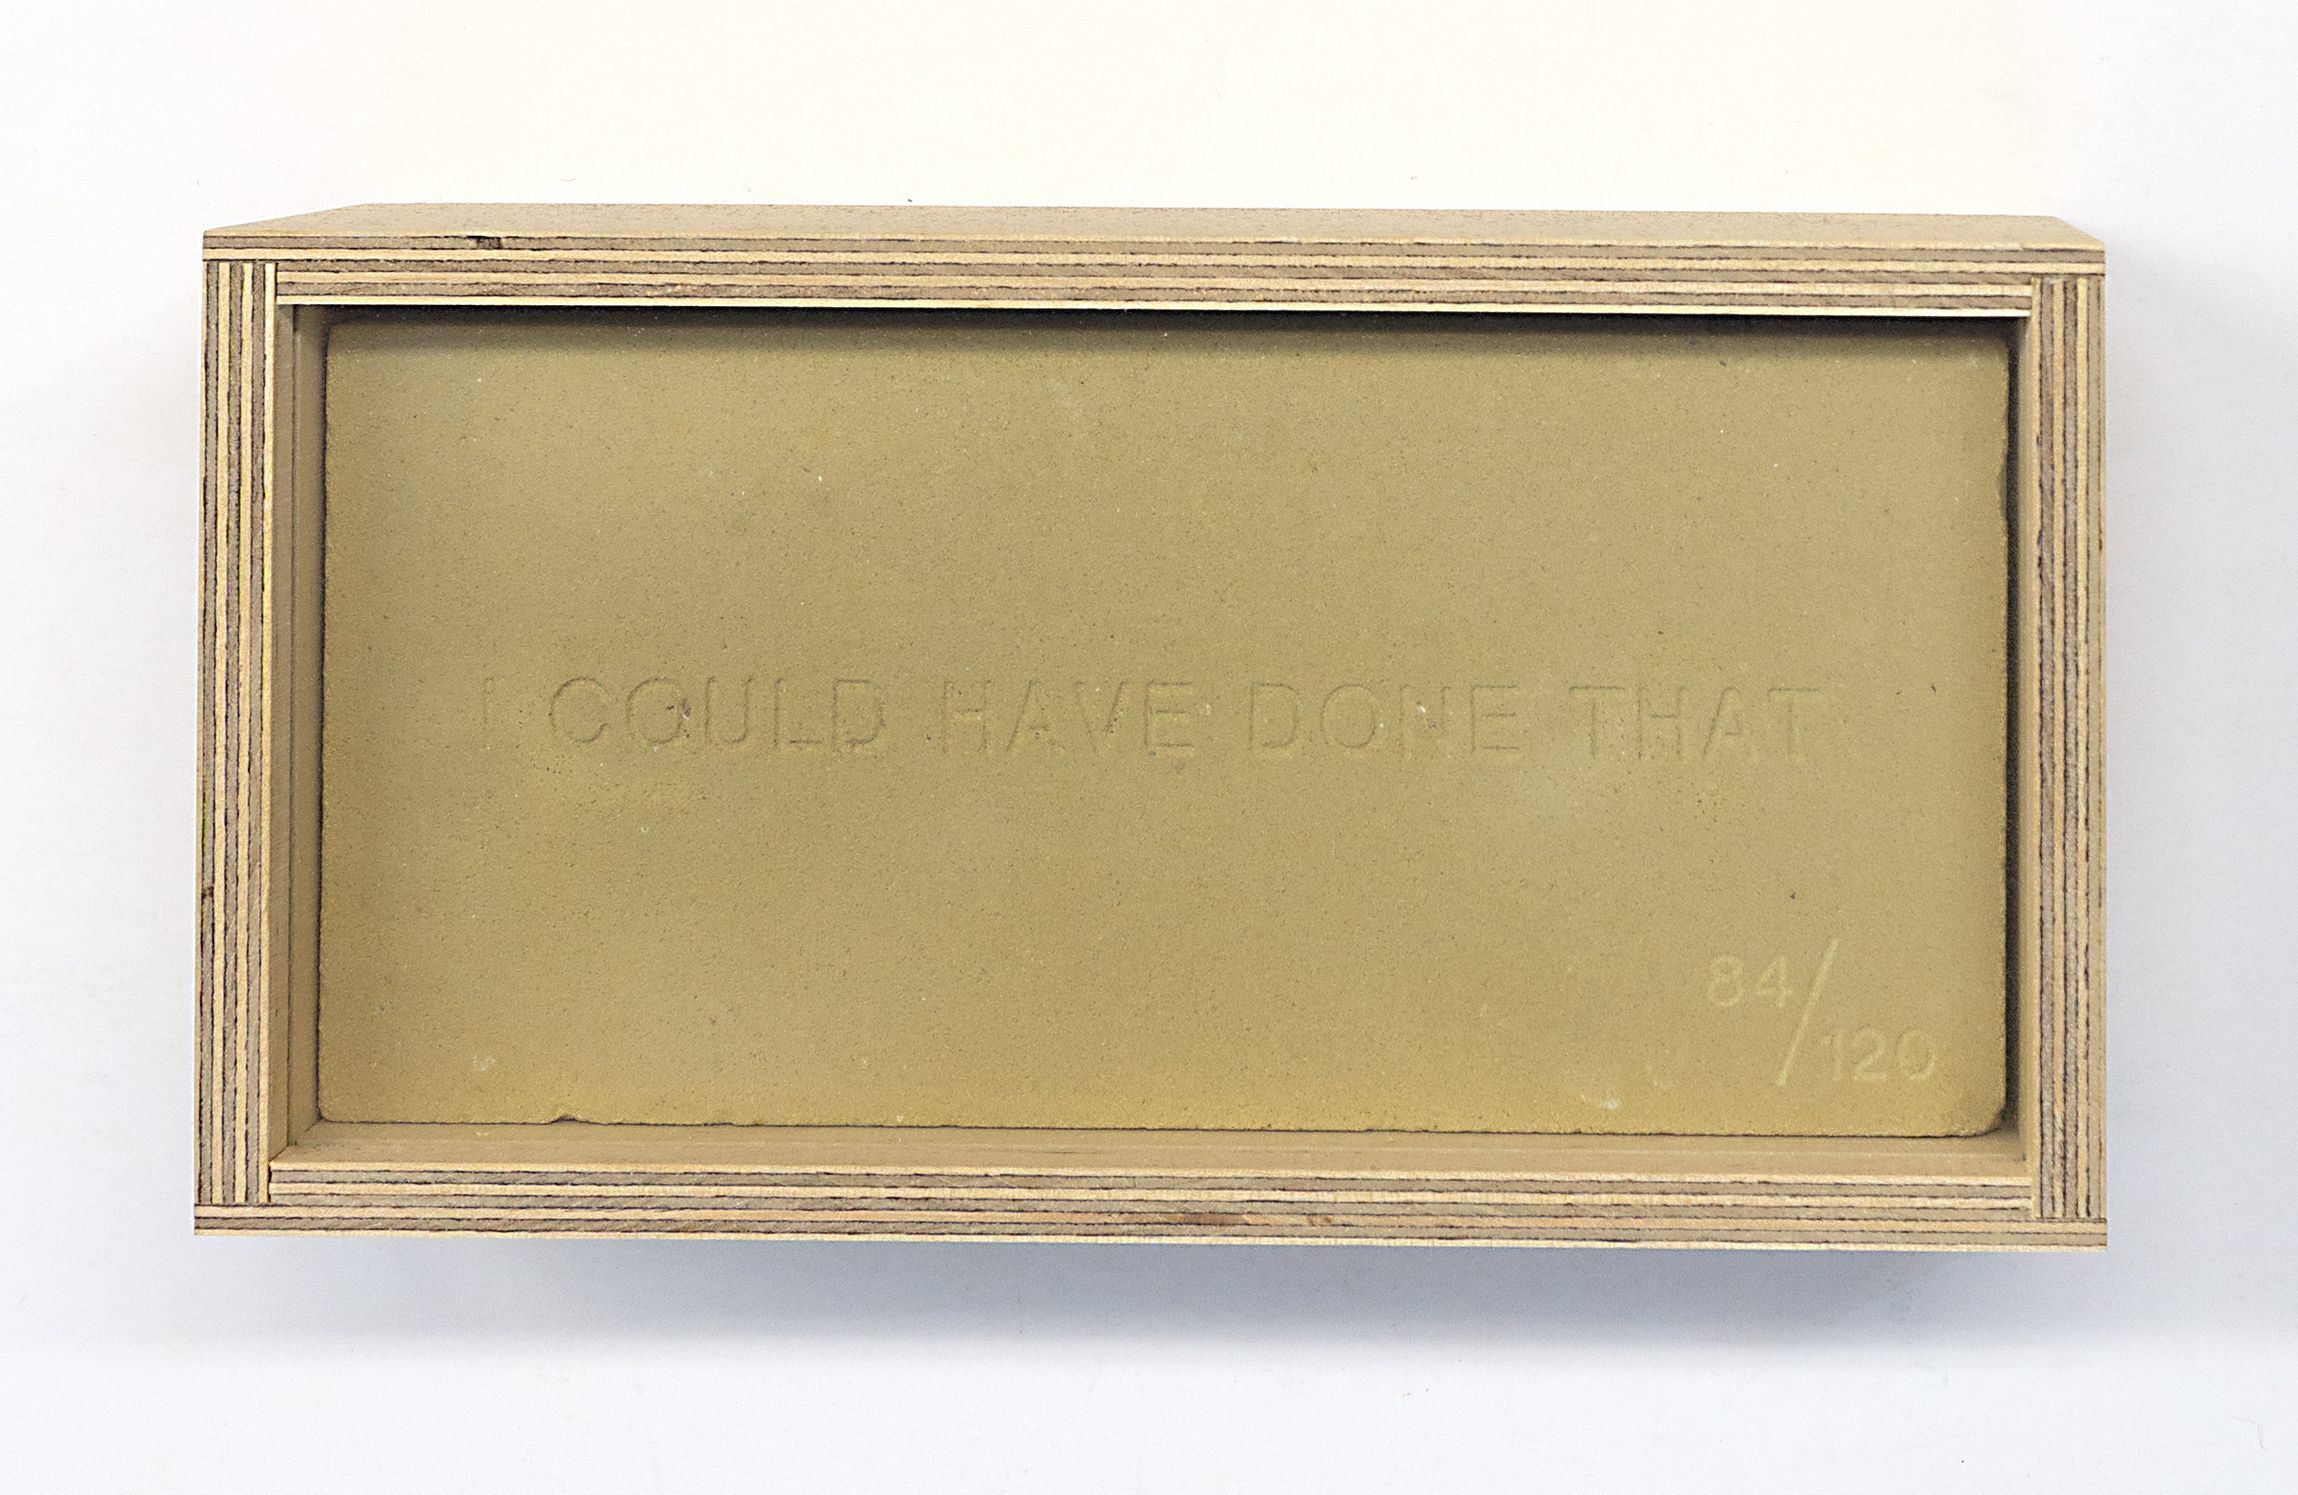 I COULD HAVE DONE THAT
84/120